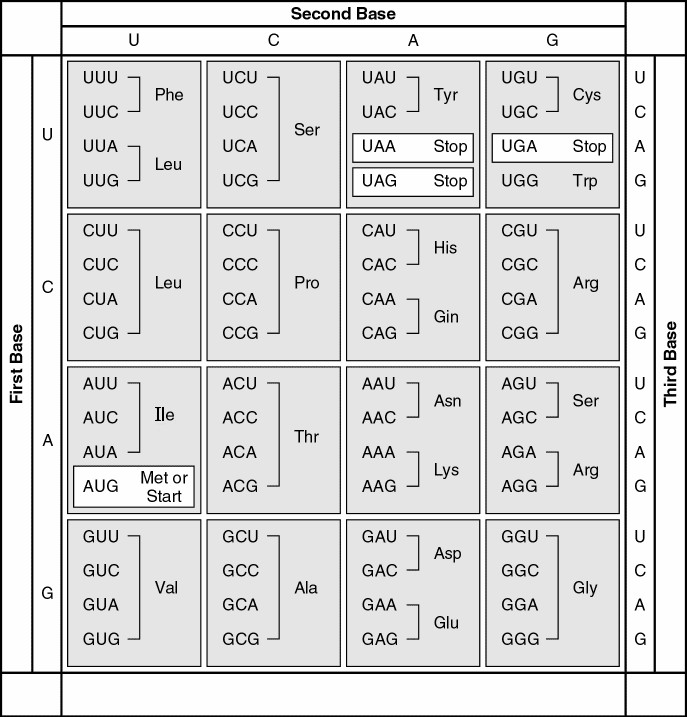 Second Base
U C A G
First Base
Third Base
U
UUU
UUC
Phe
UUA
UUG
Leu
UCU
UCC
UCA
UCG
Ser
UAU
UAC
Tyr
UAA Stop
UAG Stop
UGU
UGC
Cys
UGA Stop
UGG Trp
U
C
A
G
C
CUU
CUC
CUA
CUG
Leu
CCU
CCC
CCA
CCG
Pro
CAU
CAC
His
CAA
CAG
Gin
CGU
CGC
CGA
CGG
Arg
U
C
A
G
A
AUU
AUC
AUA
Ile
AUG Met or
Start
ACU
ACC
ACA
ACG
Thr
AAU
AAC
Asn
AAA
AAG
Lys
AGU
AGC
Ser
AGA
AGG
Arg
U
C
A
G
G
GUU
GUC
GUA
GUG
Val
GCU
GCC
GCA
GCG
Ala
GAU
GAC
Asp
GAA
GAG
Glu
GGU
GGC
GGA
GGG
Gly
U
C
A
G